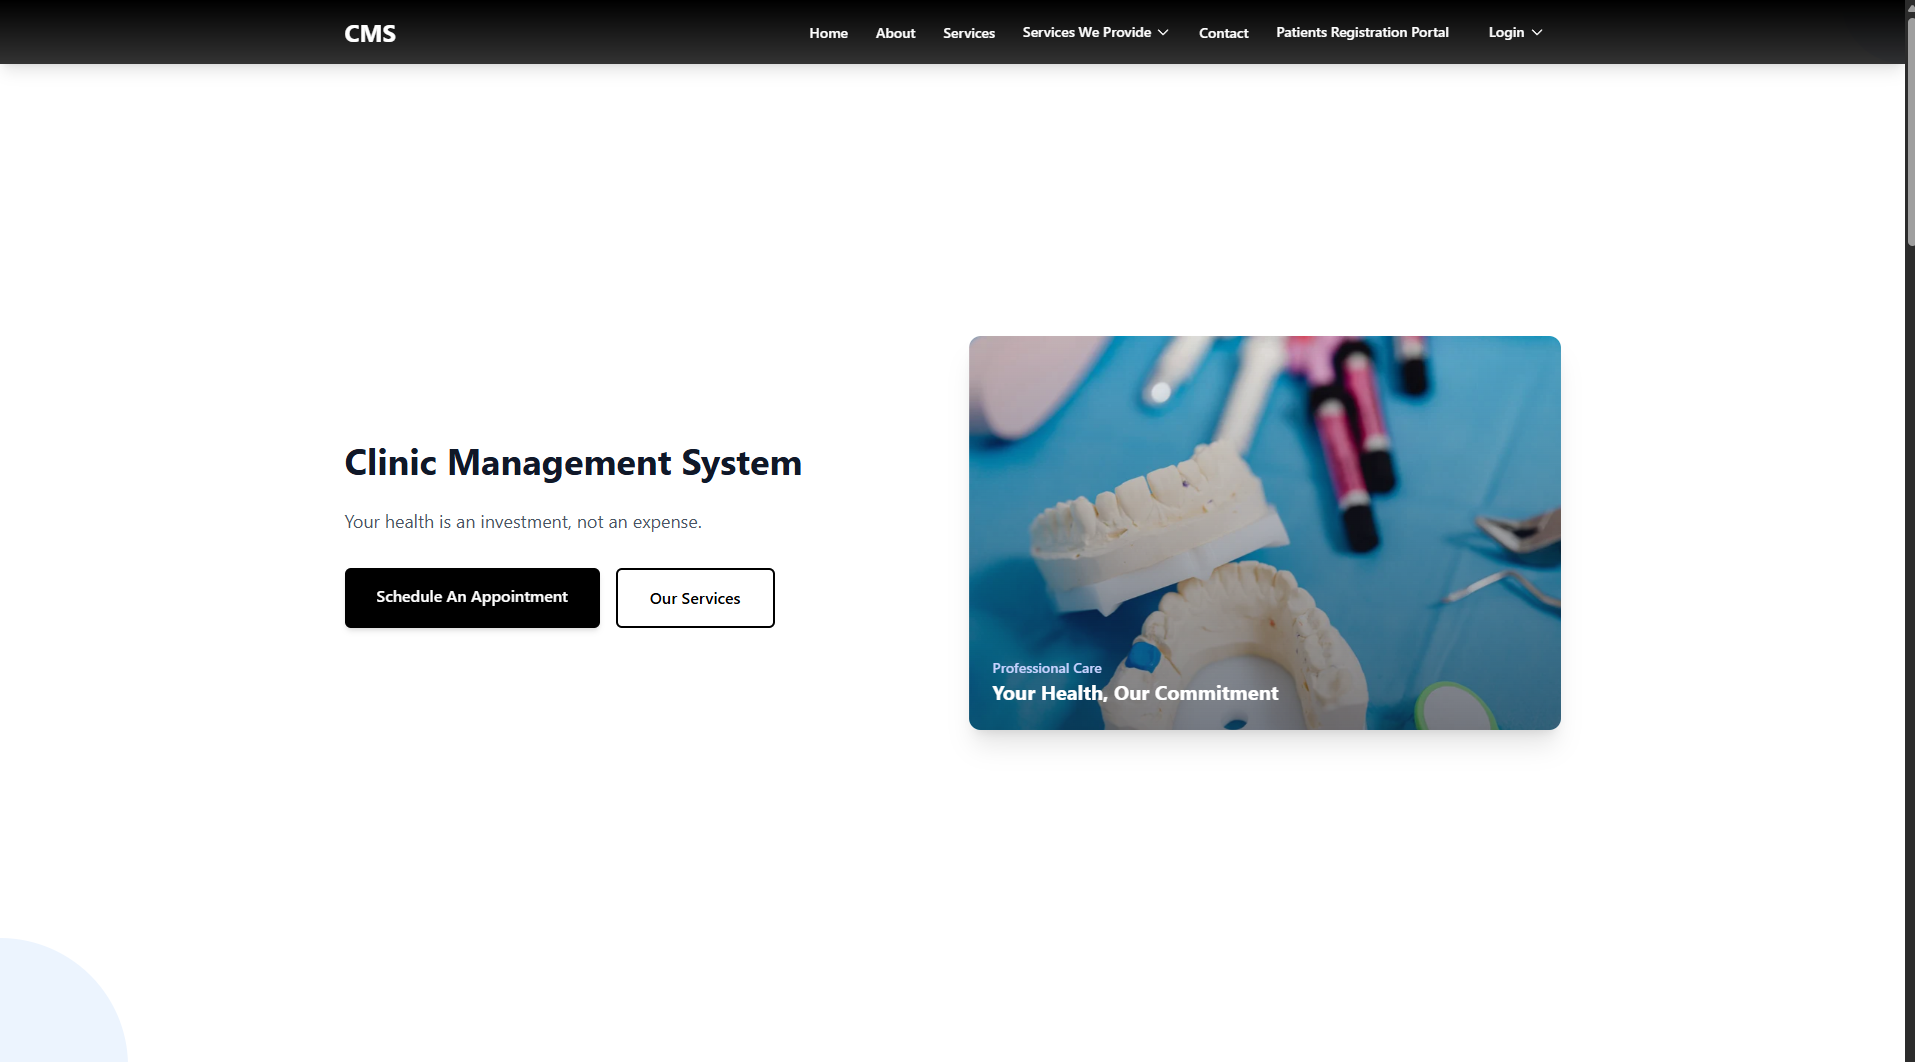 CMS
Home About Services Services We Provide Contact Patients Registration Portal Login
Clinic Management System
Your health is an investment, not an expense.
Schedule An Appointment Our Services
Professional Care
Your Health, Our Commitment